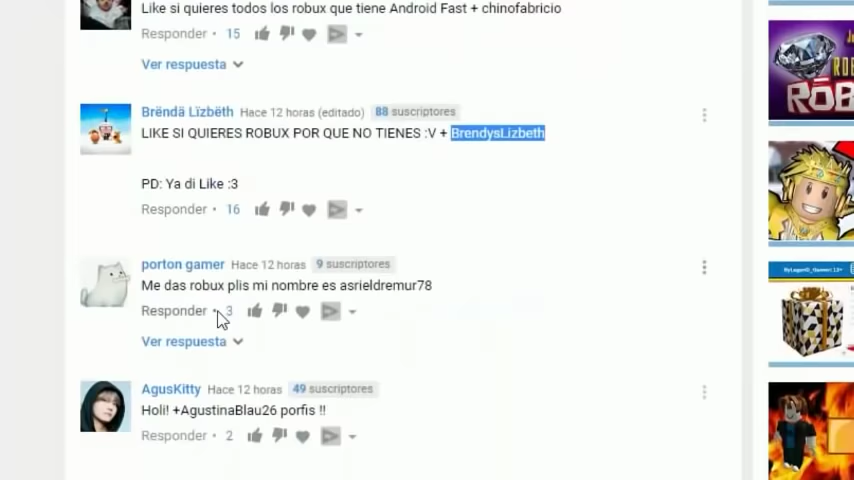 Like si quieres todos los robux que tiene Android Fast + chinofabricio
Responder • 15
Ver respuesta
Brëndä Lïzbëth Hace 12 horas (editado) 88 suscriptores
LIKE SI QUIERES ROBUX POR QUE NO TIENES :V + BrendysLizbeth
PD: Ya di Like :3
Responder • 16
porton gamer Hace 12 horas 9 suscriptores
Me das robux plis mi nombre es asrieldremur78
Responder • 3
Ver respuesta
AgusKitty Hace 12 horas 49 suscriptores
Holi! +AgustinaBlau26 porfis !!
Responder • 2